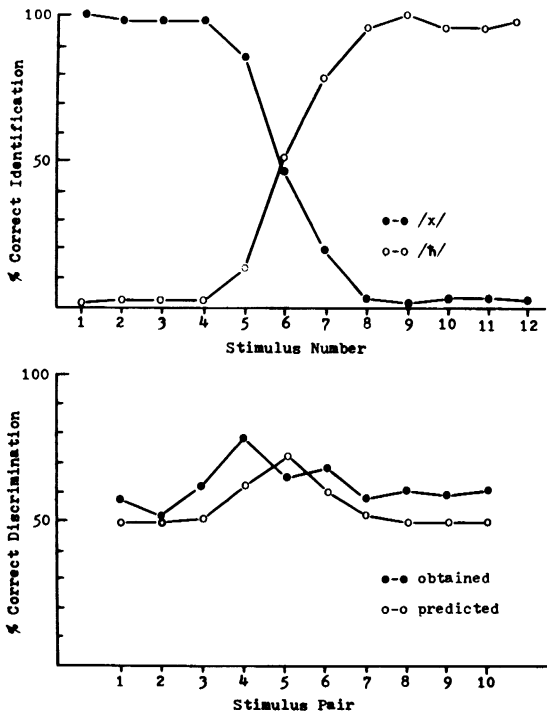 100
50
% Correct Identification
●-● /x/
○-○ /ħ/
1 2 3 4 5 6 7 8 9 10 11 12
Stimulus Number
100
50
% Correct Discrimination
●-● obtained
○-○ predicted
1 2 3 4 5 6 7 8 9 10
Stimulus Pair